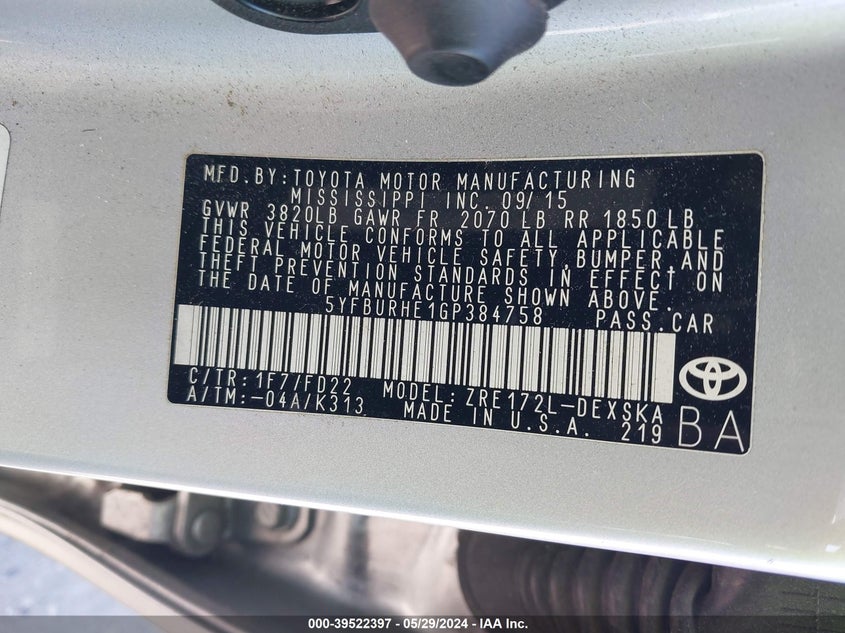 MFD.BY:TOYOTA MOTOR MANUFACTURING
MISSISSIPPI INC. 09/15
GVWR 3820LB GAWR FR 2070 LB RR 1850 LB
THIS VEHICLE CONFORMS TO ALL APPLICABLE
FEDERAL MOTOR VEHICLE SAFETY, BUMPER, AND
THEFT PREVENTION STANDARDS IN EFFECT ON
THE DATE OF MANUFACTURE SHOWN ABOVE.
5YFBURHE1GP384758 PASS.CAR
C/TR:1F77/FD22 MODEL:ZRE172L-DEXSKA
A/TM:-04A/K313 MADE IN U.S.A. 219 BA
000-39522397 - 05/29/2024 - IAA Inc.